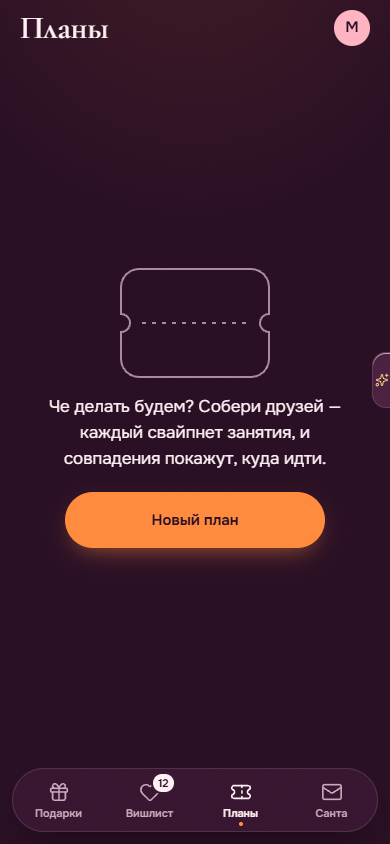 Планы
М
Че делать будем? Собери друзей —
каждый свайпнет занятия, и
совпадения покажут, куда идти.
Новый план
12
Подарки
Вишлист
Планы
Санта